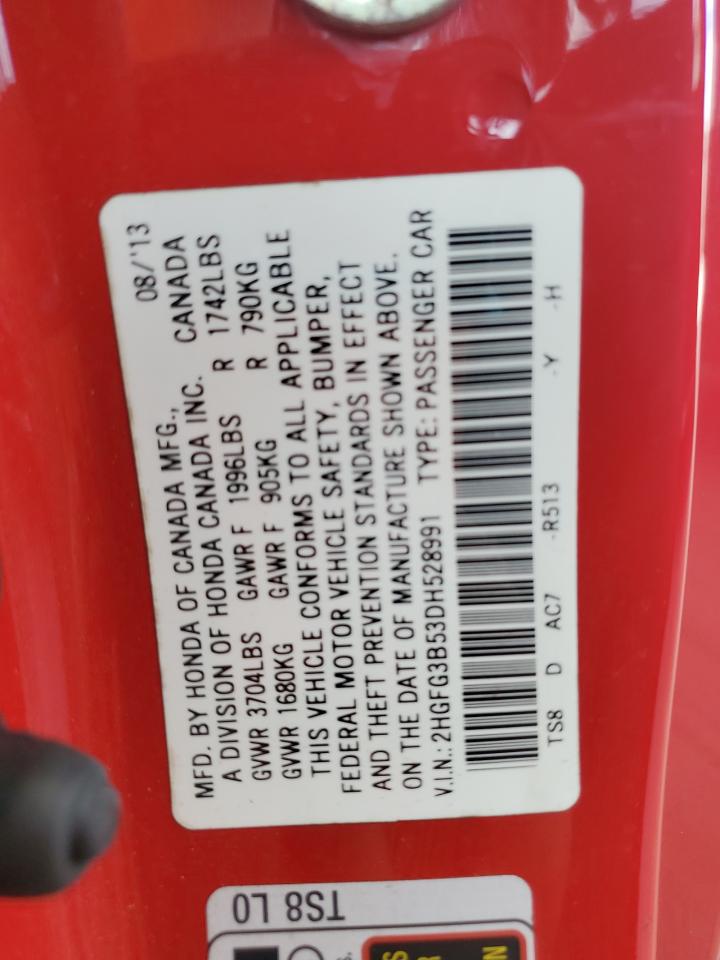 08/'13
MFD. BY HONDA OF CANADA MFG.,
A DIVISION OF HONDA CANADA INC. CANADA
GVWR 3704LBS GAWR F 1996LBS R 1742LBS
GVWR 1680KG GAWR F 905KG R 790KG
THIS VEHICLE CONFORMS TO ALL APPLICABLE
FEDERAL MOTOR VEHICLE SAFETY, BUMPER,
AND THEFT PREVENTION STANDARDS IN EFFECT
ON THE DATE OF MANUFACTURE SHOWN ABOVE.
V.I.N.: 2HGFG3B53DH528991 TYPE: PASSENGER CAR
TS8 D AC7 -R513 -Y -H
TS8 L0